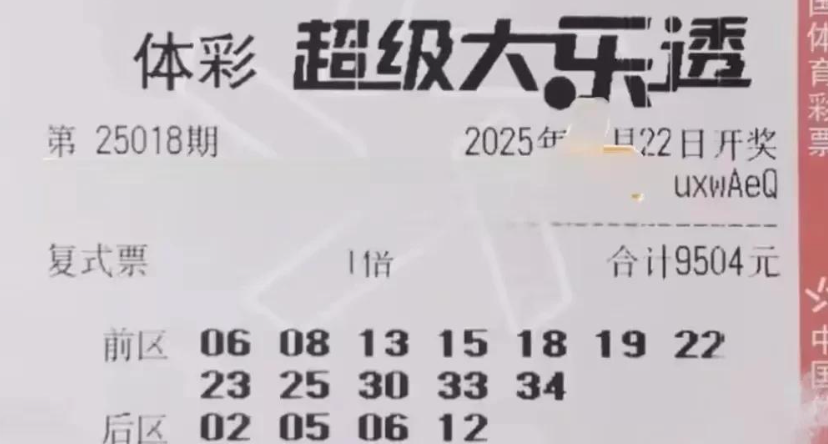 体彩 超级大乐透
第 25018期 2025年 月22日开奖
uxwAeQ
复式票 1倍 合计9504元
前区 06 08 13 15 18 19 22
23 25 30 33 34
后区 02 05 06 12
国体育彩票
中国